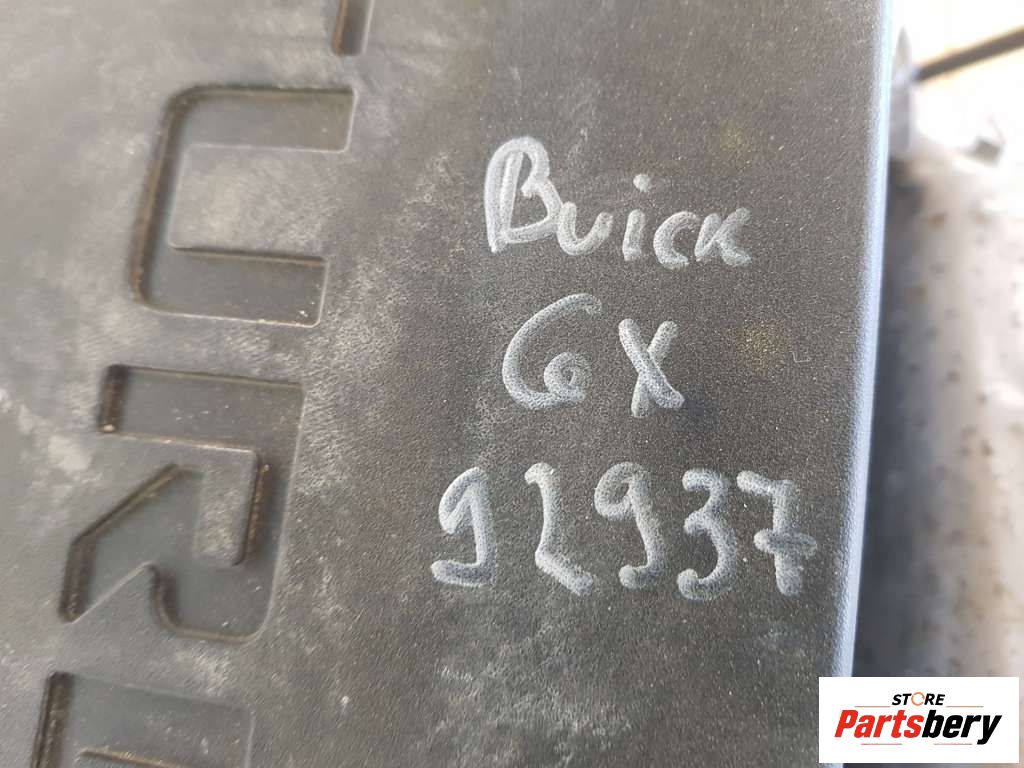 Buick
GX
92937
STORE
Partsbery